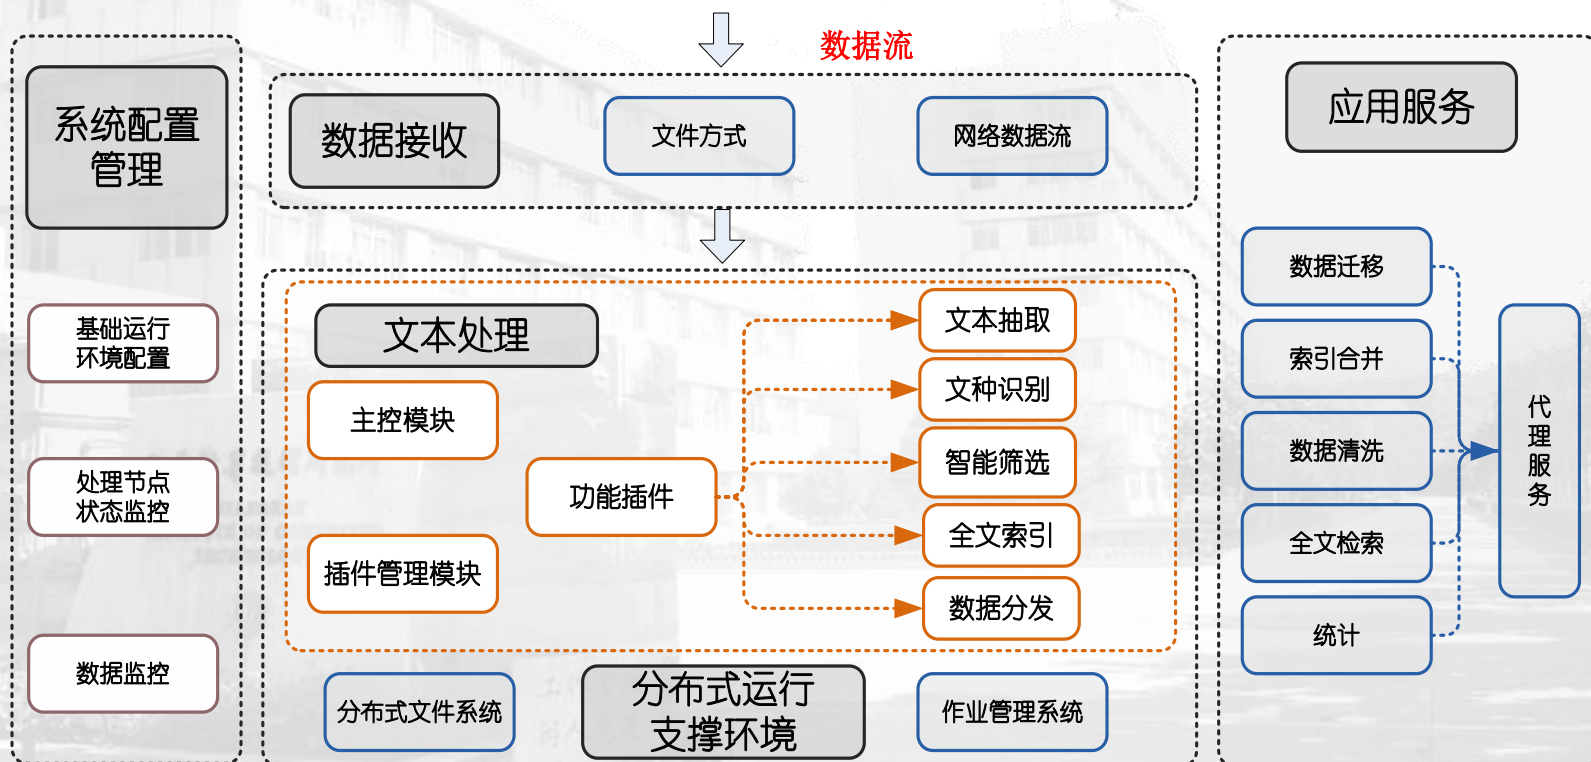 数据流
系统配置
管理
数据接收
文件方式
网络数据流
应用服务
基础运行
环境配置
处理节点
状态监控
数据监控
文本处理
主控模块
插件管理模块
功能插件
文本抽取
文种识别
智能筛选
全文索引
数据分发
分布式文件系统
分布式运行
支撑环境
作业管理系统
数据迁移
索引合并
数据清洗
全文检索
统计
代
理
服
务